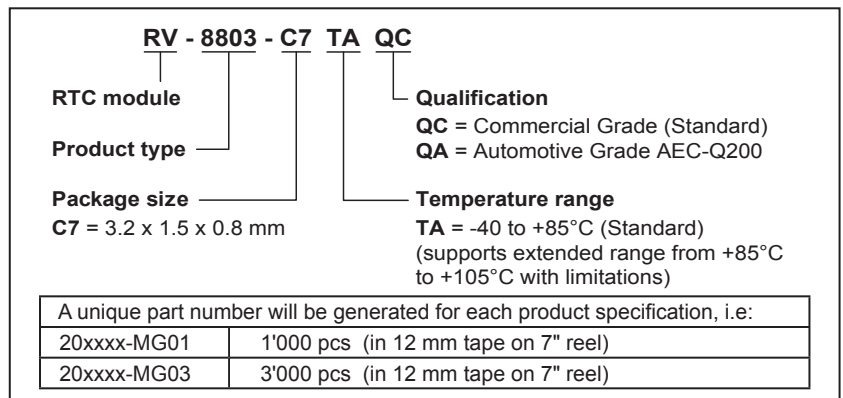 RV - 8803 - C7 TA QC
RTC module
Product type
Package size
C7 = 3.2 x 1.5 x 0.8 mm
Qualification
QC = Commercial Grade (Standard)
QA = Automotive Grade AEC-Q200
Temperature range
TA = -40 to +85°C (Standard)
(supports extended range from +85°C
to +105°C with limitations)
A unique part number will be generated for each product specification, i.e:
20xxxx-MG01 1'000 pcs (in 12 mm tape on 7" reel)
20xxxx-MG03 3'000 pcs (in 12 mm tape on 7" reel)